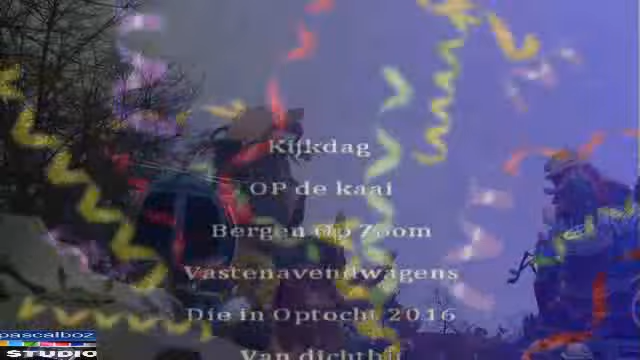 Kijkdag
OP de kaai
Bergen Op Zoom
Vastenavendwagens
Die in Optocht 2016
Van dichtbij
pascalboz
STUDIO